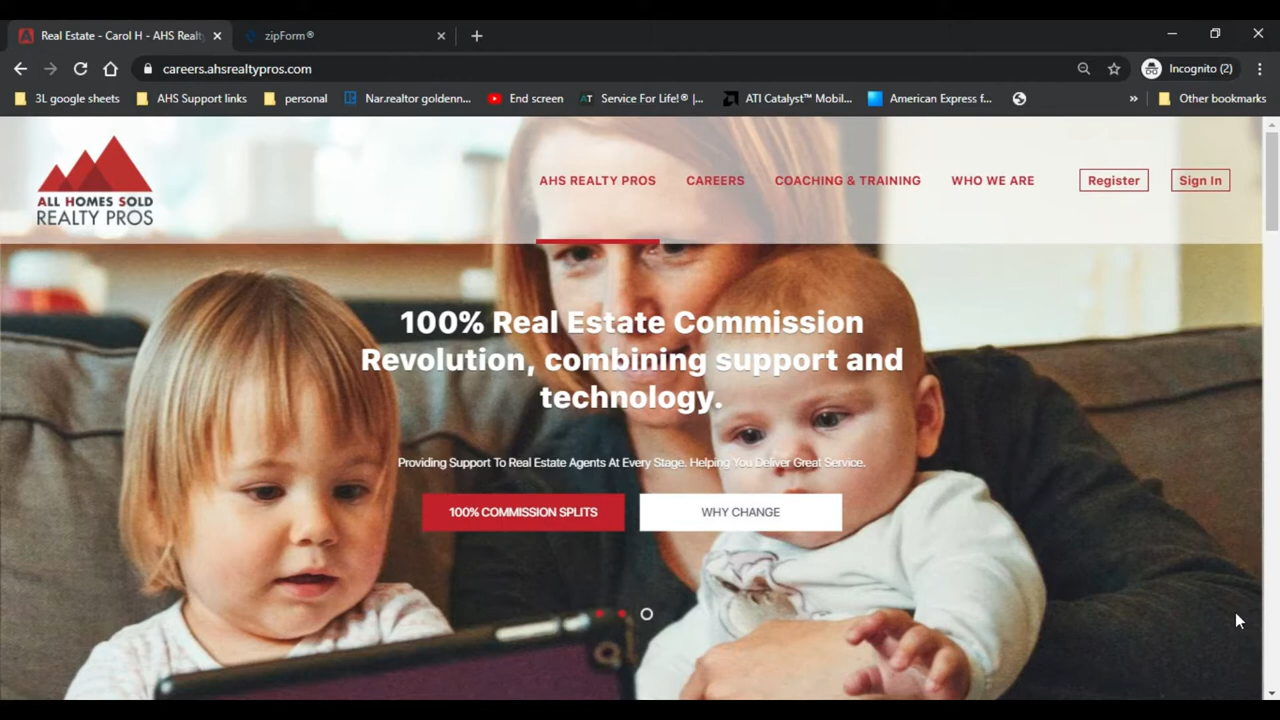 Real Estate - Carol H - AHS Realty
zipForm®
careers.ahsrealtypros.com
Incognito (2)
3L google sheets
AHS Support links
personal
Nar.realtor goldenn...
End screen
AT Service For Life!® |...
ATI Catalyst™ Mobil...
American Express f...
»
Other bookmarks
ALL HOMES SOLD
REALTY PROS
AHS REALTY PROS
CAREERS
COACHING & TRAINING
WHO WE ARE
Register
Sign In
100% Real Estate Commission
Revolution, combining support and
technology.
Providing Support To Real Estate Agents At Every Stage. Helping You Deliver Great Service.
100% COMMISSION SPLITS
WHY CHANGE